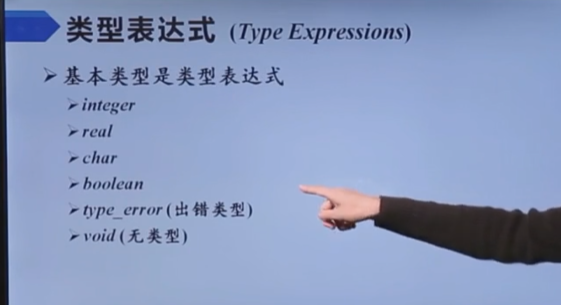 类型表达式 (Type Expressions)
➢基本类型是类型表达式
➢integer
➢real
➢char
➢boolean
➢type_error (出错类型)
➢void (无类型)